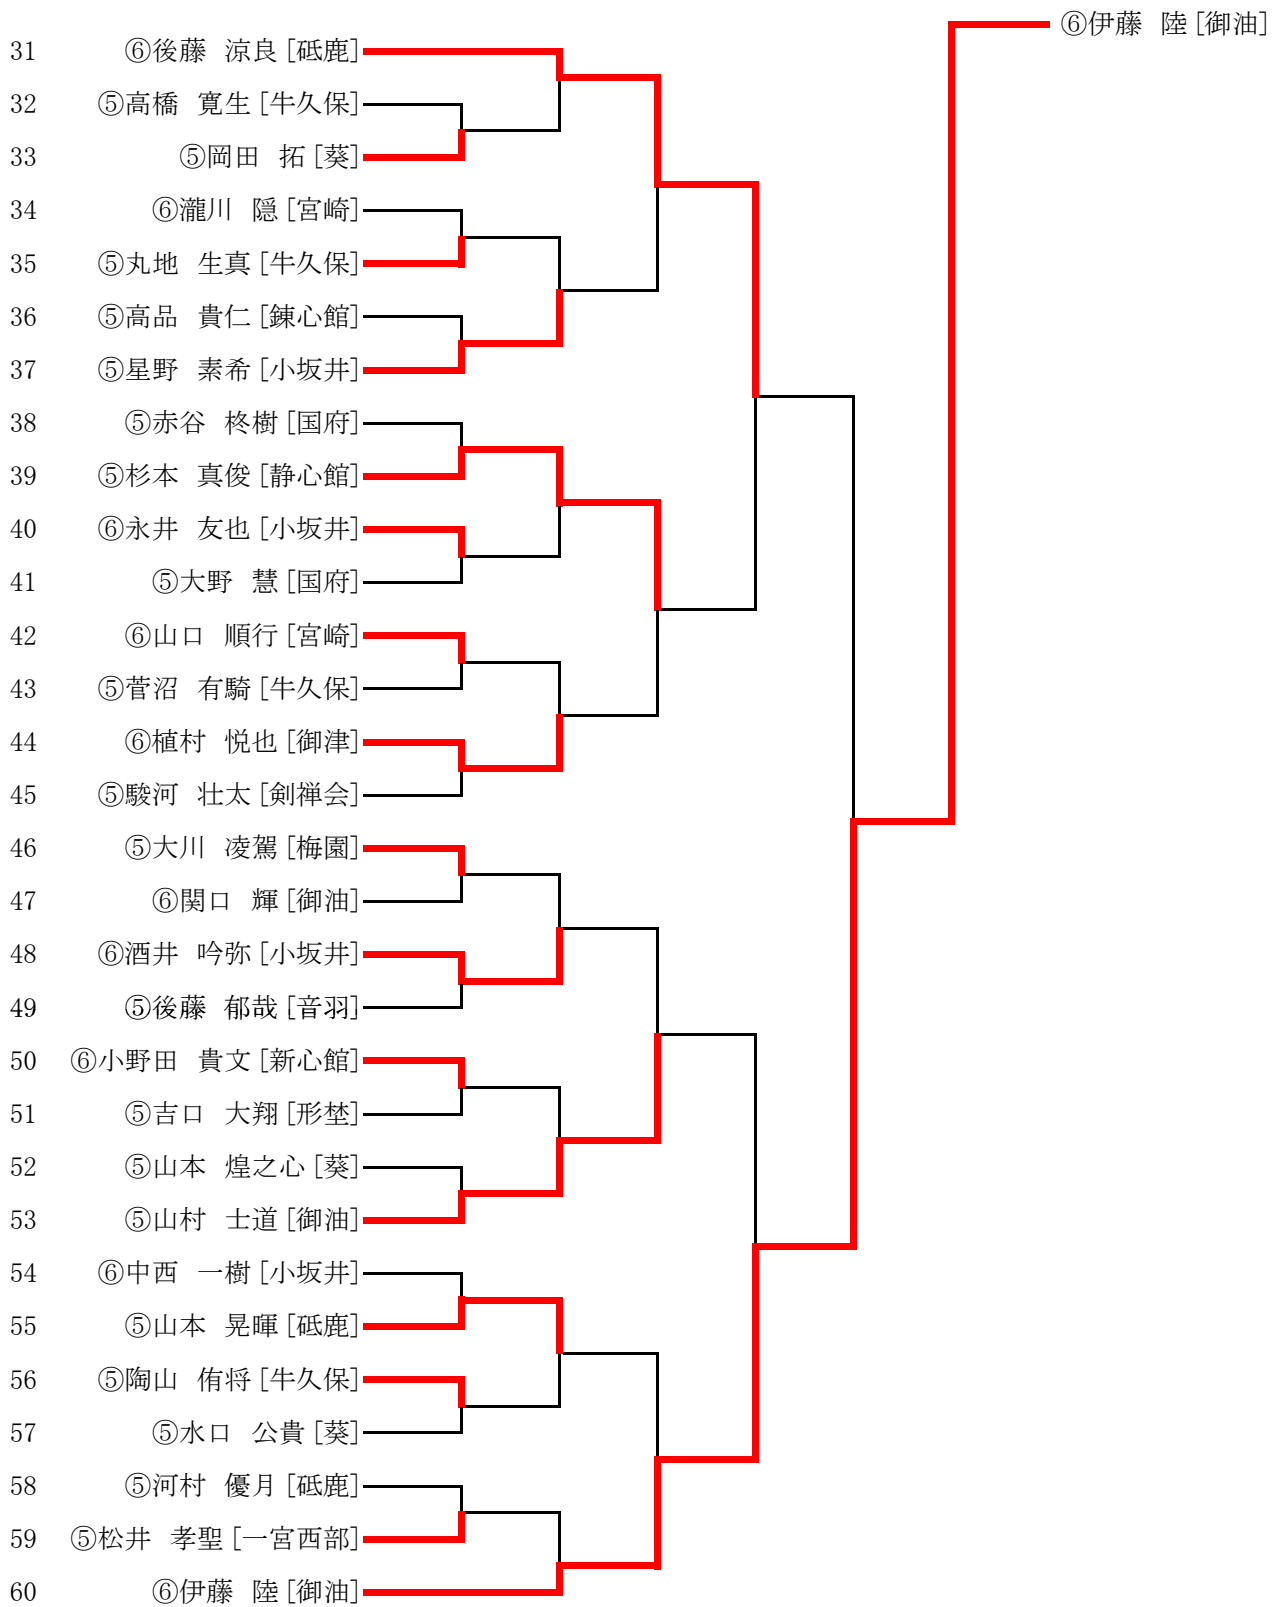 ⑥伊藤 陸[御油]
31 ⑥後藤 涼良[砥鹿]
32 ⑤高橋 寛生[牛久保]
33 ⑤岡田 拓[葵]
34 ⑥瀧川 隠[宮崎]
35 ⑤丸地 生真[牛久保]
36 ⑤高品 貴仁[錬心館]
37 ⑤星野 素希[小坂井]
38 ⑤赤谷 柊樹[国府]
39 ⑤杉本 真俊[静心館]
40 ⑥永井 友也[小坂井]
41 ⑤大野 慧[国府]
42 ⑥山口 順行[宮崎]
43 ⑤菅沼 有騎[牛久保]
44 ⑥植村 悦也[御津]
45 ⑤駿河 壮太[剣禅会]
46 ⑤大川 凌駕[梅園]
47 ⑥関口 輝[御油]
48 ⑥酒井 吟弥[小坂井]
49 ⑤後藤 郁哉[音羽]
50 ⑥小野田 貴文[新心館]
51 ⑤吉口 大翔[形埜]
52 ⑤山本 煌之心[葵]
53 ⑤山村 士道[御油]
54 ⑥中西 一樹[小坂井]
55 ⑤山本 晃暉[砥鹿]
56 ⑤陶山 侑将[牛久保]
57 ⑤水口 公貴[葵]
58 ⑤河村 優月[砥鹿]
59 ⑤松井 孝聖[一宮西部]
60 ⑥伊藤 陸[御油]